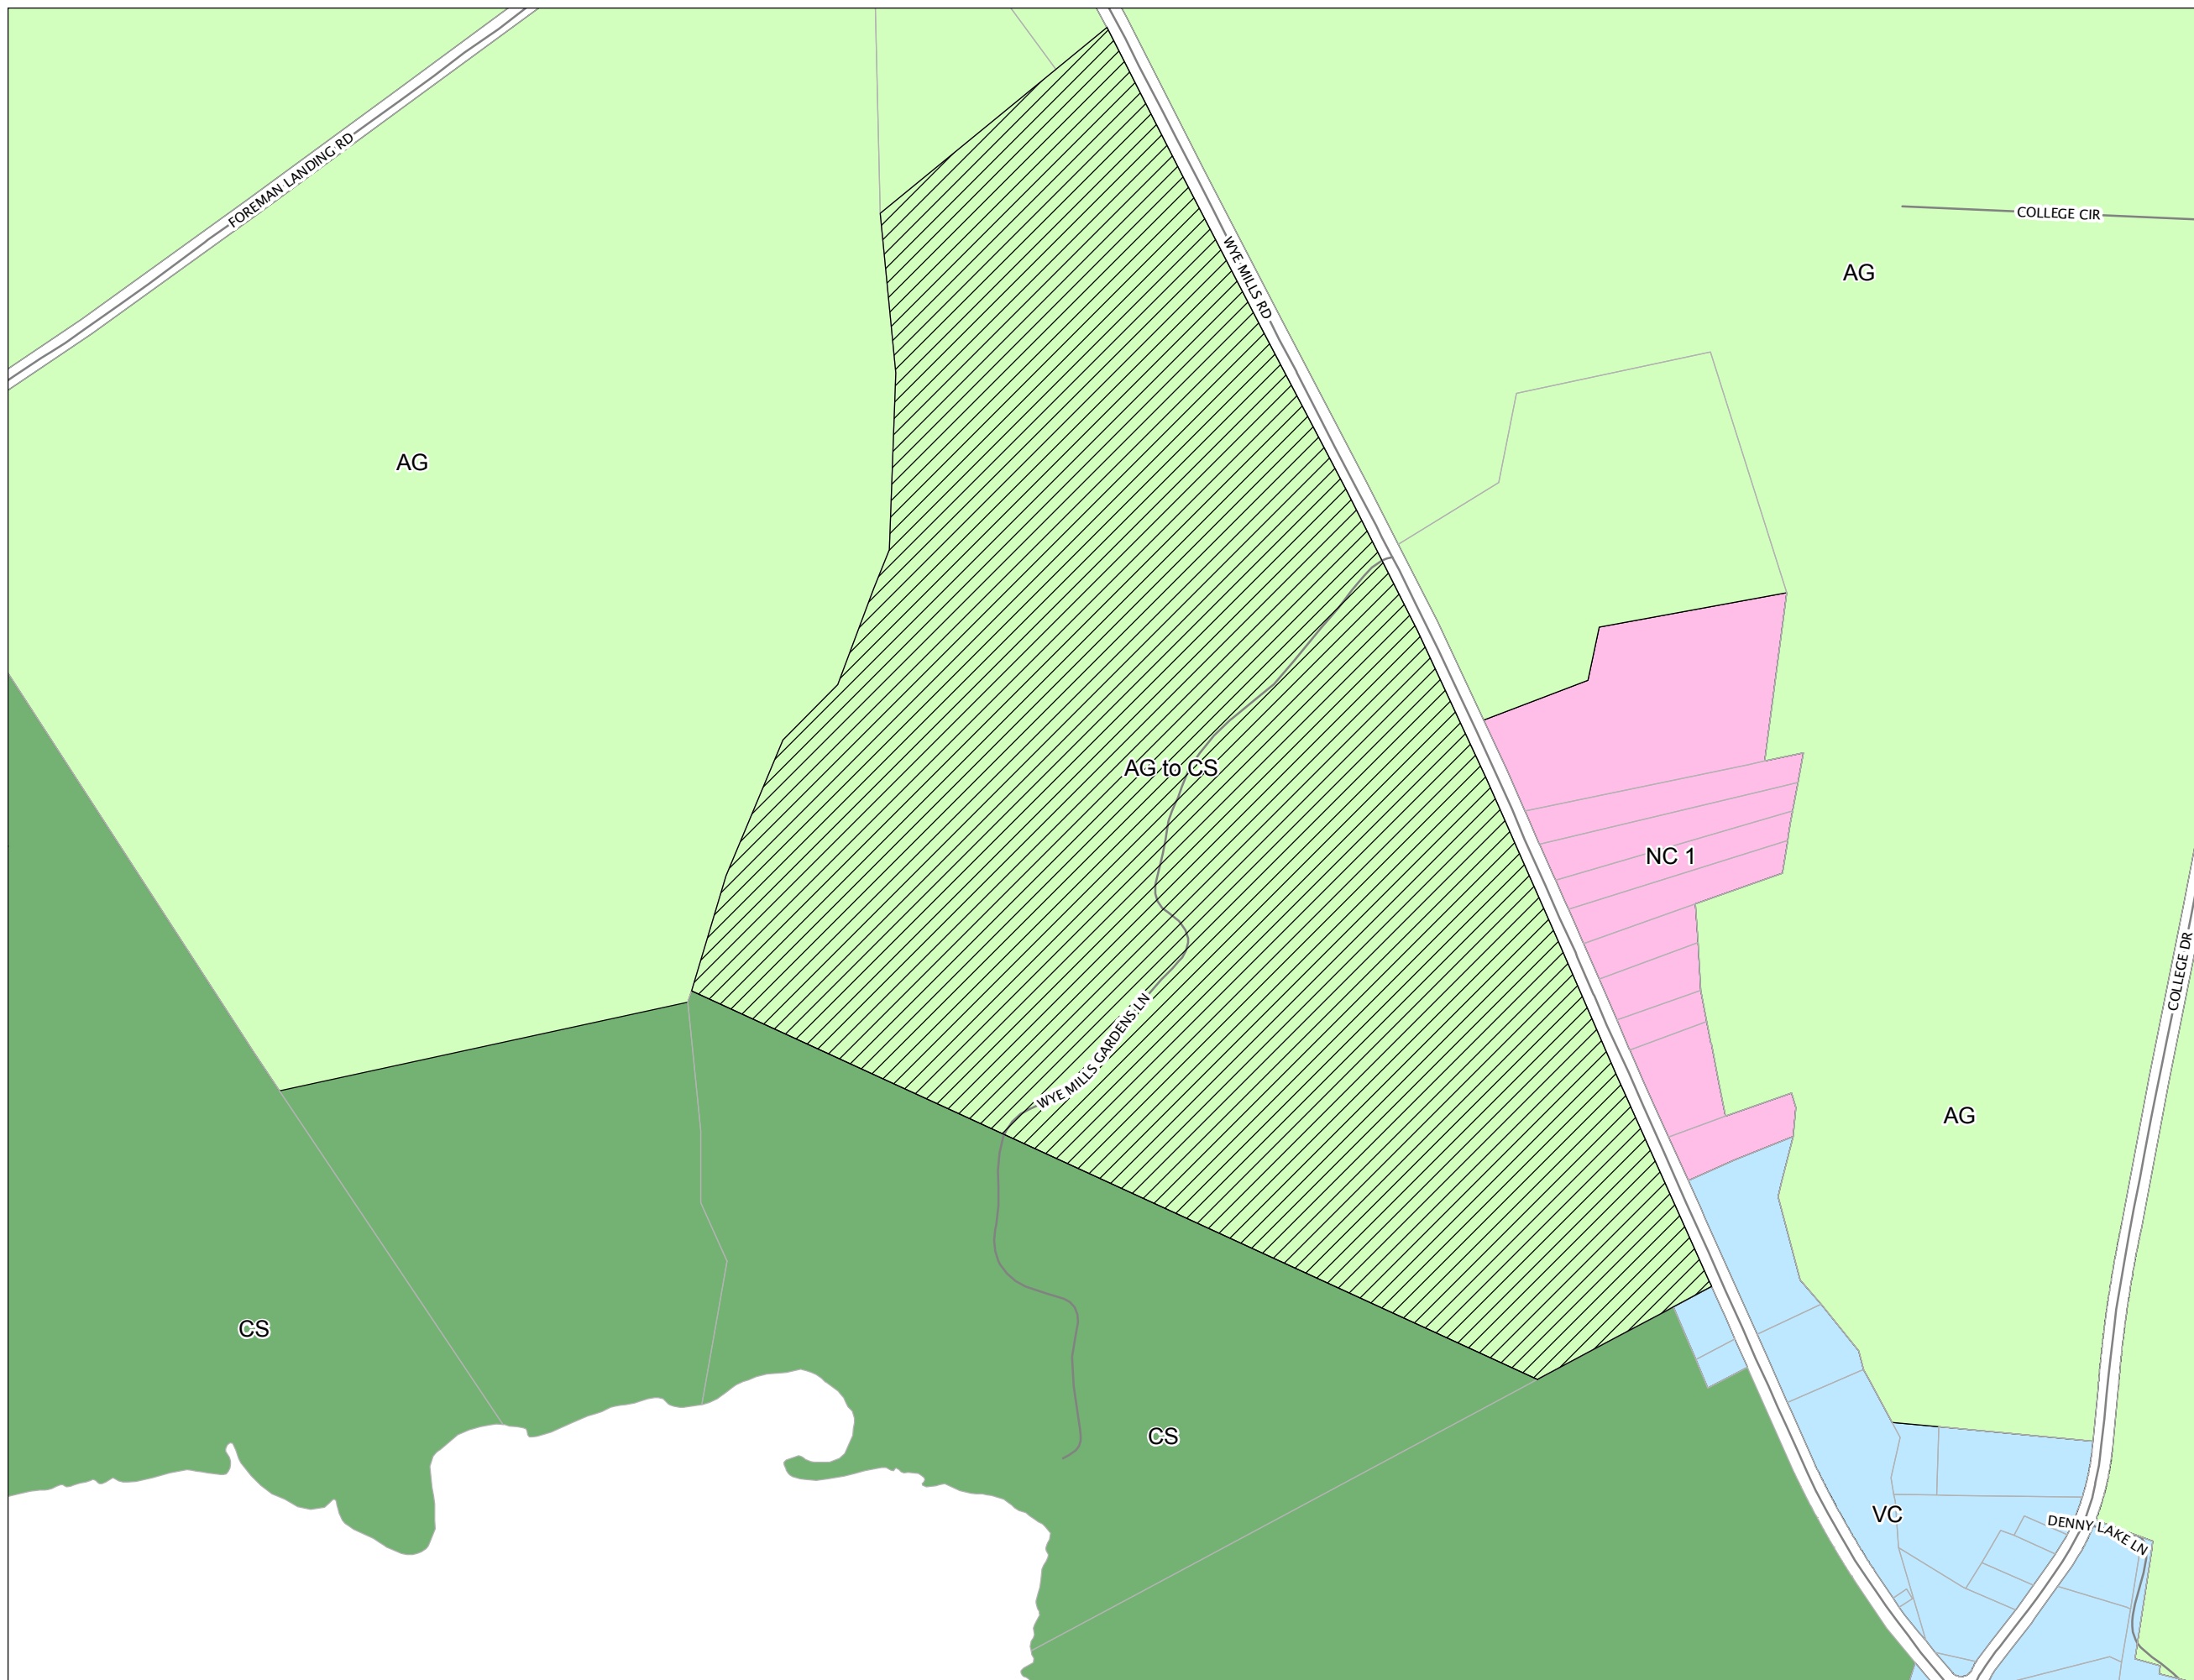 FOREMAN LANDING RD
COLLEGE CIR
WYE MILLS RD
AG
AG
AG to CS
NC 1
COLLEGE DR
WYE MILLS GARDENS LN
AG
CS
CS
VC
DENNY LAKE LN